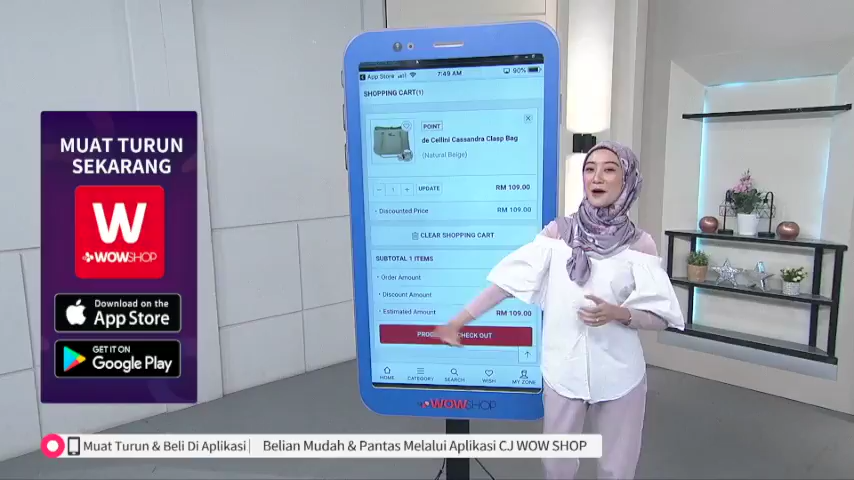 MUAT TURUN
SEKARANG
W
WOWSHOP
Download on the
App Store
GET IT ON
Google Play
App Store
7:49 AM
90%
SHOPPING CART(1)
POINT
de Cellini Cassandra Clasp Bag
(Natural Beige)
1
UPDATE
RM 109.00
• Discounted Price
RM 109.00
CLEAR SHOPPING CART
SUBTOTAL 1 ITEMS
• Order Amount
• Discount Amount
• Estimated Amount
RM 109.00
CHECK OUT
HOME
CATEGORY
SEARCH
WISH
MY ZONE
WOWSHOP
Muat Turun & Beli Di Aplikasi
Belian Mudah & Pantas Melalui Aplikasi CJ WOW SHOP